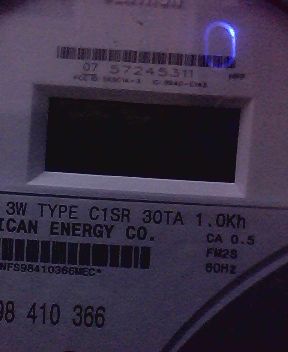 07 57245311
3W TYPE C1SR 30TA 1.0Kh
ICAN ENERGY CO.
CA 0.5
FM2S
60Hz
NFS98410366MEC*
98 410 366